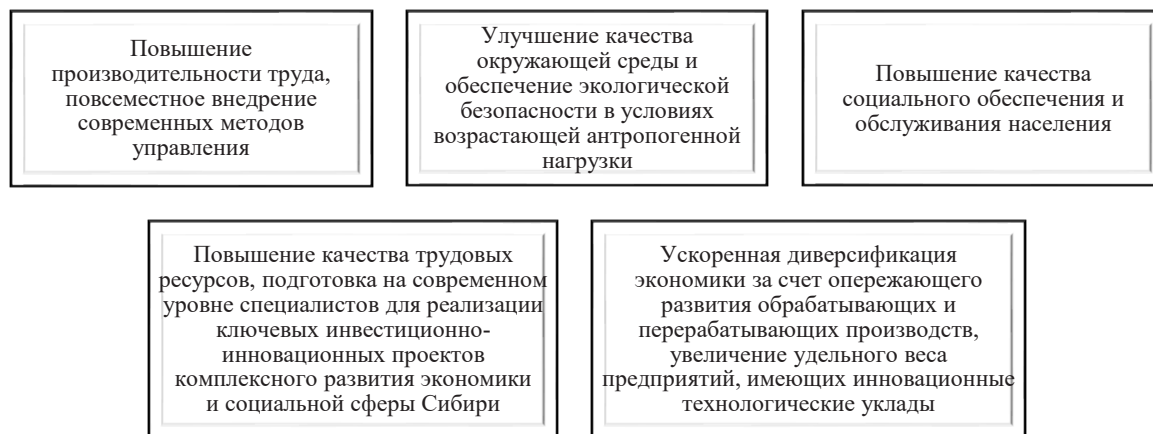 Повышение
производительности труда,
повсеместное внедрение
современных методов
управления
Улучшение качества
окружающей среды и
обеспечение экологической
безопасности в условиях
возрастающей антропогенной
нагрузки
Повышение качества
социального обеспечения и
обслуживания населения
Повышение качества трудовых
ресурсов, подготовка на современном
уровне специалистов для реализации
ключевых инвестиционно-
инновационных проектов
комплексного развития экономики
и социальной сферы Сибири
Ускоренная диверсификация
экономики за счет опережающего
развития обрабатывающих и
перерабатывающих производств,
увеличение удельного веса
предприятий, имеющих инновационные
технологические уклады